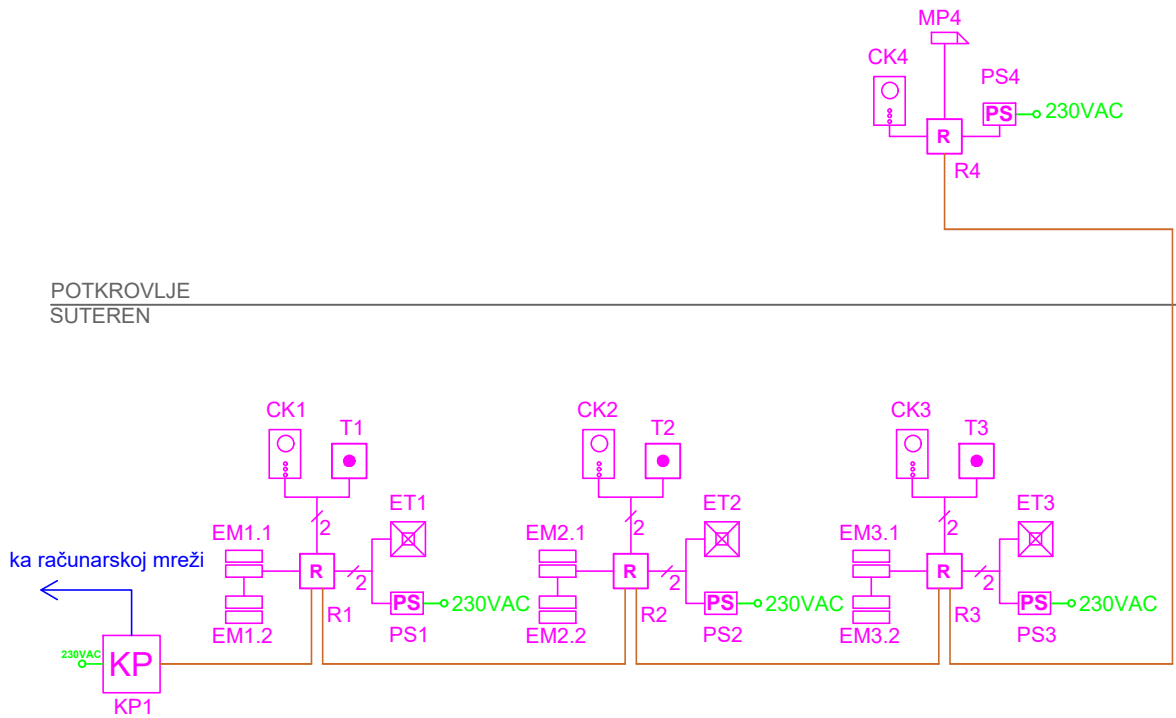 MP4
CK4
PS4
PS
230VAC
R
R4
POTKROVLJE
SUTEREN
CK1
T1
CK2
T2
CK3
T3
ET1
ET2
ET3
EM1.1
2
EM2.1
2
EM3.1
2
ka računarskoj mreži
R
2
R
2
R
2
PS
230VAC
PS
230VAC
PS
230VAC
EM1.2
R1
PS1
EM2.2
R2
PS2
EM3.2
R3
PS3
230VAC
KP
KP1